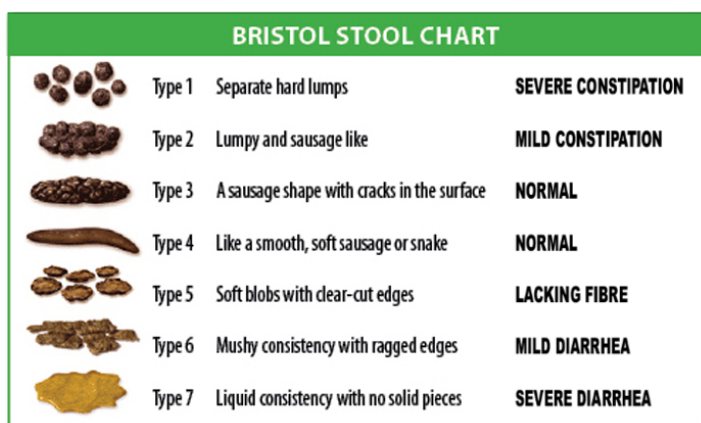 BRISTOL STOOL CHART
Type 1 Separate hard lumps SEVERE CONSTIPATION
Type 2 Lumpy and sausage like MILD CONSTIPATION
Type 3 A sausage shape with cracks in the surface NORMAL
Type 4 Like a smooth, soft sausage or snake NORMAL
Type 5 Soft blobs with clear-cut edges LACKING FIBRE
Type 6 Mushy consistency with ragged edges MILD DIARRHEA
Type 7 Liquid consistency with no solid pieces SEVERE DIARRHEA